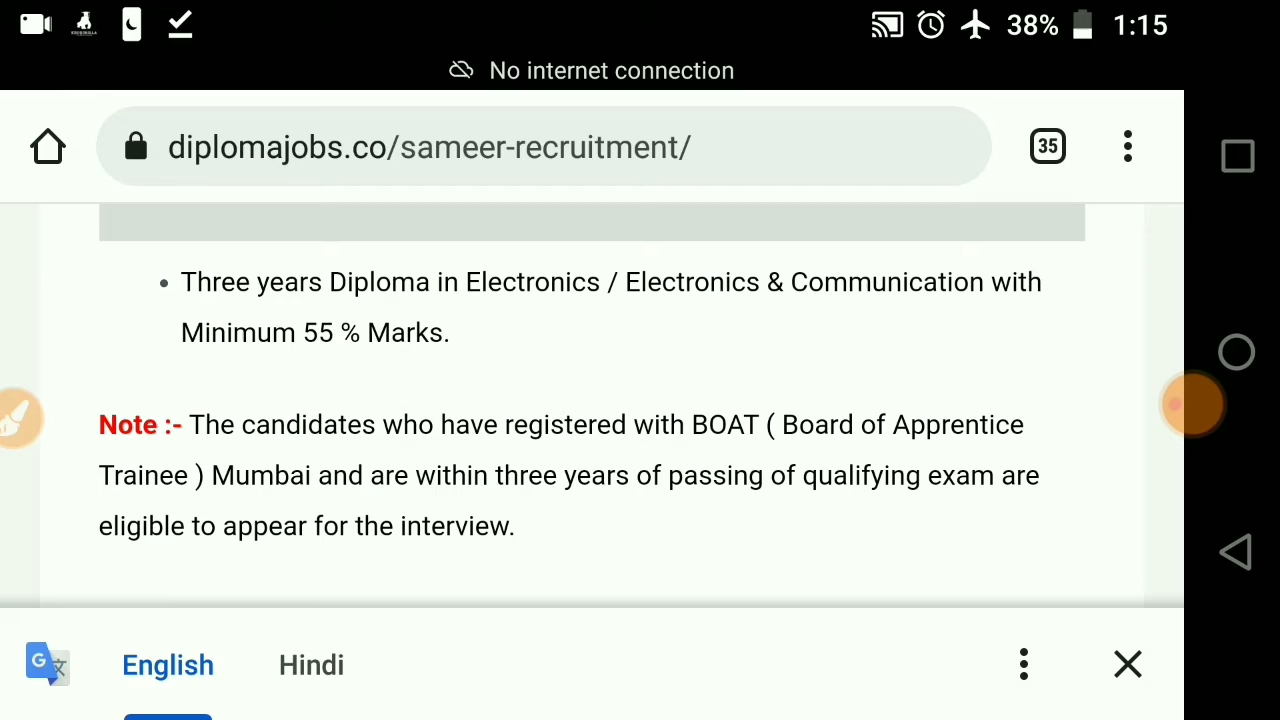 38% 1:15
No internet connection
diplomajobs.co/sameer-recruitment/
35
Three years Diploma in Electronics / Electronics & Communication with
Minimum 55 % Marks.
Note :- The candidates who have registered with BOAT ( Board of Apprentice
Trainee ) Mumbai and are within three years of passing of qualifying exam are
eligible to appear for the interview.
G 文 English Hindi